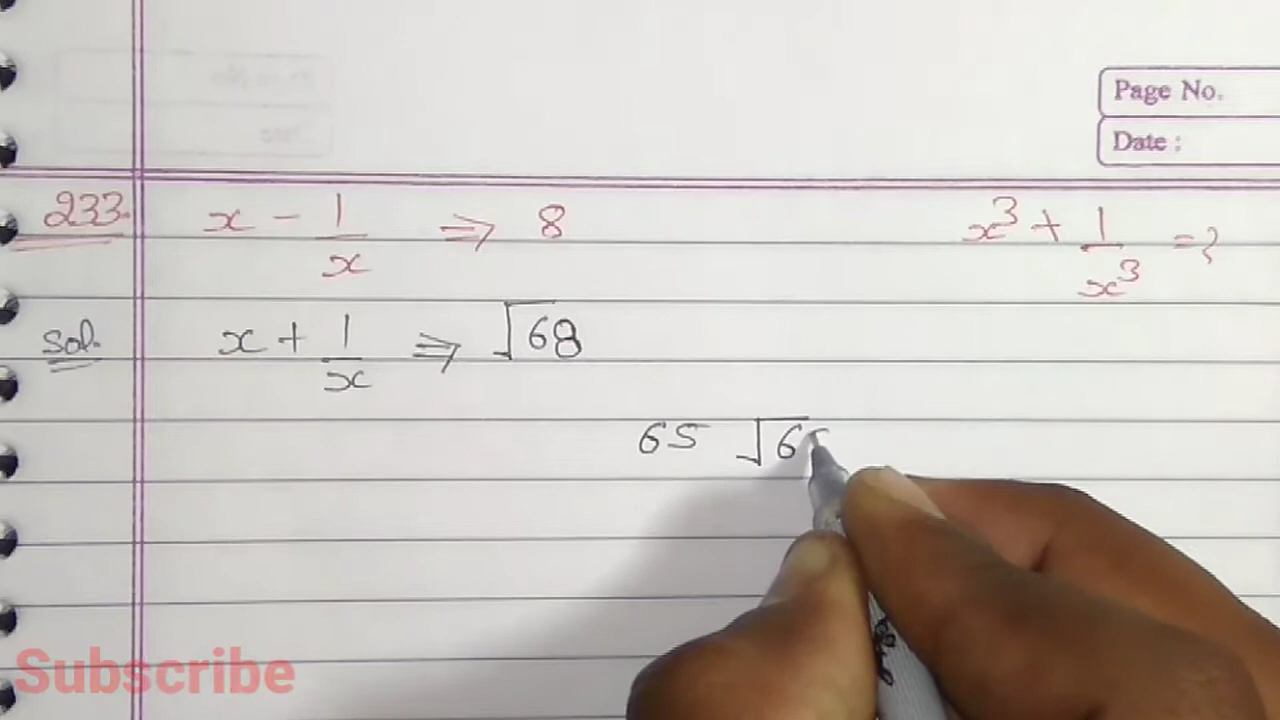 Page No.
Date :
233. x - 1/x ⇒ 8 x³ + 1/x³ = ?
Sol. x + 1/x ⇒ √68
65 √6
Subscribe